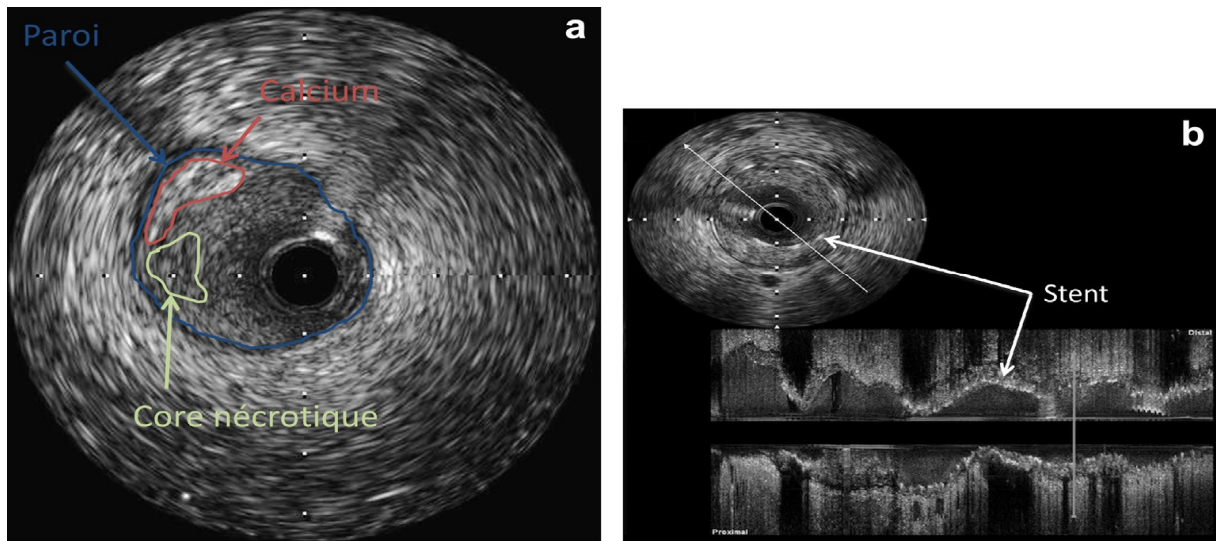 a
Paroi
Calcium
Core nécrotique
b
Stent
Distal
Proximal